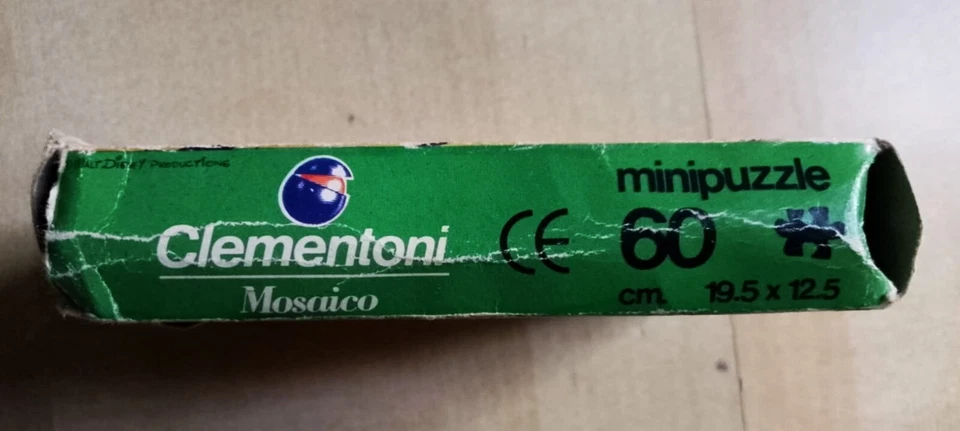 WALT DISNEY PRODUCTIONS
Clementoni
Mosaico
CE
minipuzzle
60
cm. 19.5 x 12.5